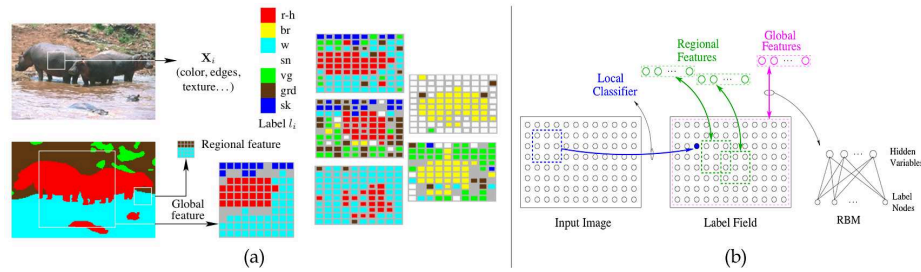 X_i
(color, edges,
texture...)
r-h
br
w
sn
vg
grd
sk
Label l_i
Regional feature
Global
feature
(a)
Global
Features
Regional
Features
Local
Classifier
Input Image
Label Field
Hidden
Variables
Label
Nodes
RBM
(b)